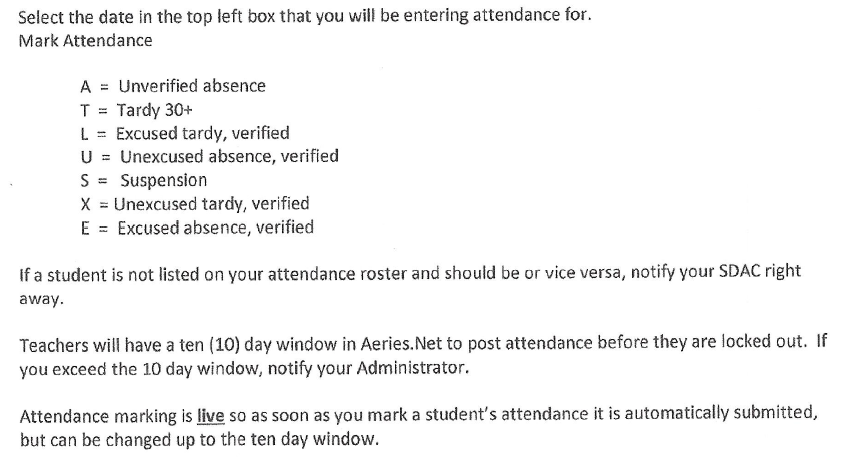 Select the date in the top left box that you will be entering attendance for.
Mark Attendance
A = Unverified absence
T = Tardy 30+
L = Excused tardy, verified
U = Unexcused absence, verified
S = Suspension
X = Unexcused tardy, verified
E = Excused absence, verified
If a student is not listed on your attendance roster and should be or vice versa, notify your SDAC right
away.
Teachers will have a ten (10) day window in Aeries.Net to post attendance before they are locked out. If
you exceed the 10 day window, notify your Administrator.
Attendance marking is live so as soon as you mark a student's attendance it is automatically submitted,
but can be changed up to the ten day window.